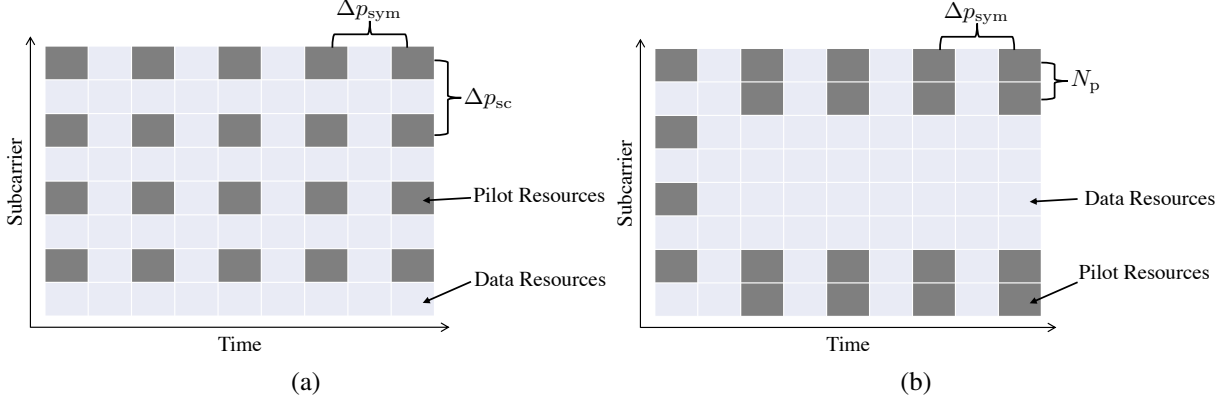 Δp_sym
Δp_sc
Subcarrier
Pilot Resources
Data Resources
Time
(a)
Δp_sym
N_p
Subcarrier
Data Resources
Pilot Resources
Time
(b)